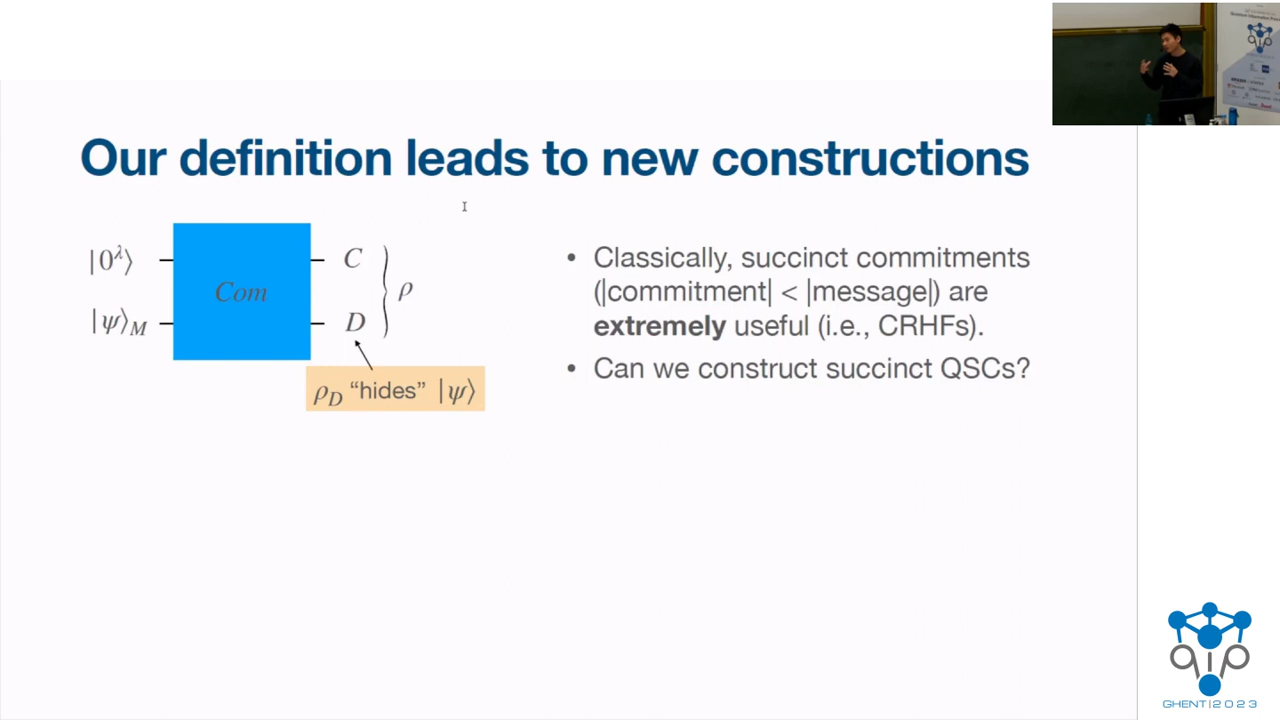 Our definition leads to new constructions
|0^λ⟩
|ψ⟩_M
Com
C
D
ρ
ρ_D “hides” |ψ⟩
• Classically, succinct commitments
(|commitment| < |message|) are
extremely useful (i.e., CRHFs).
• Can we construct succinct QSCs?
qip
GHENT|2023